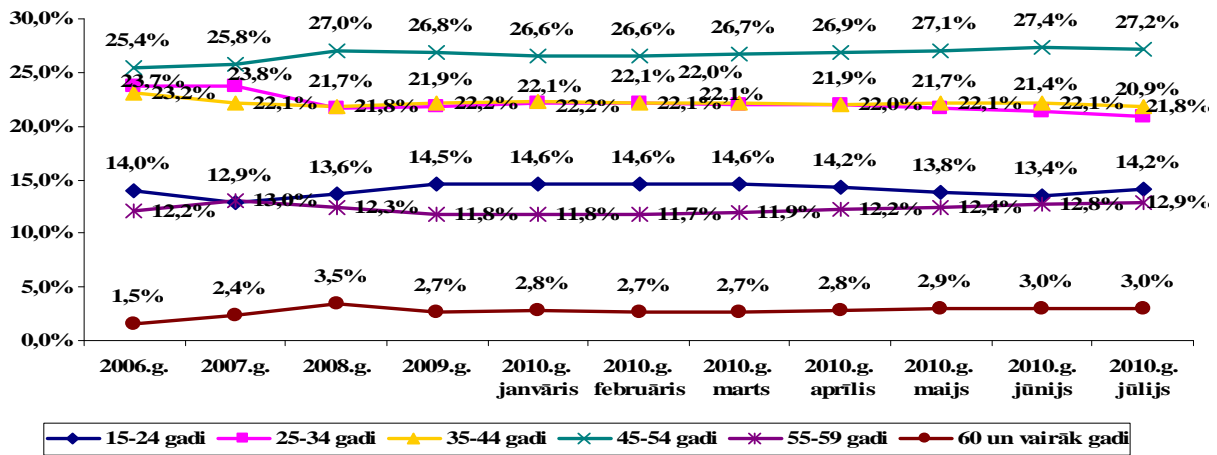 30,0%
25,0%
20,0%
15,0%
10,0%
5,0%
0,0%
25,4% 25,8% 27,0% 26,8% 26,6% 26,6% 26,7% 26,9% 27,1% 27,4% 27,2%
23,7% 23,8% 21,7% 21,9% 22,1% 22,1% 22,0% 21,9% 21,7% 21,4% 20,9%
23,2% 22,1% 21,8% 22,2% 22,2% 22,1% 22,1% 22,0% 22,1% 22,1% 21,8%
14,0% 12,9% 13,6% 14,5% 14,6% 14,6% 14,6% 14,2% 13,8% 13,4% 14,2%
12,2% 13,0% 12,3% 11,8% 11,8% 11,7% 11,9% 12,2% 12,4% 12,8% 12,9%
1,5% 2,4% 3,5% 2,7% 2,8% 2,7% 2,7% 2,8% 2,9% 3,0% 3,0%
2006.g. 2007.g. 2008.g. 2009.g. 2010.g. 2010.g. 2010.g. 2010.g. 2010.g. 2010.g. 2010.g.
janvāris februāris marts aprīlis maijs jūnijs jūlijs
15-24 gadi 25-34 gadi 35-44 gadi 45-54 gadi 55-59 gadi 60 un vairāk gadi